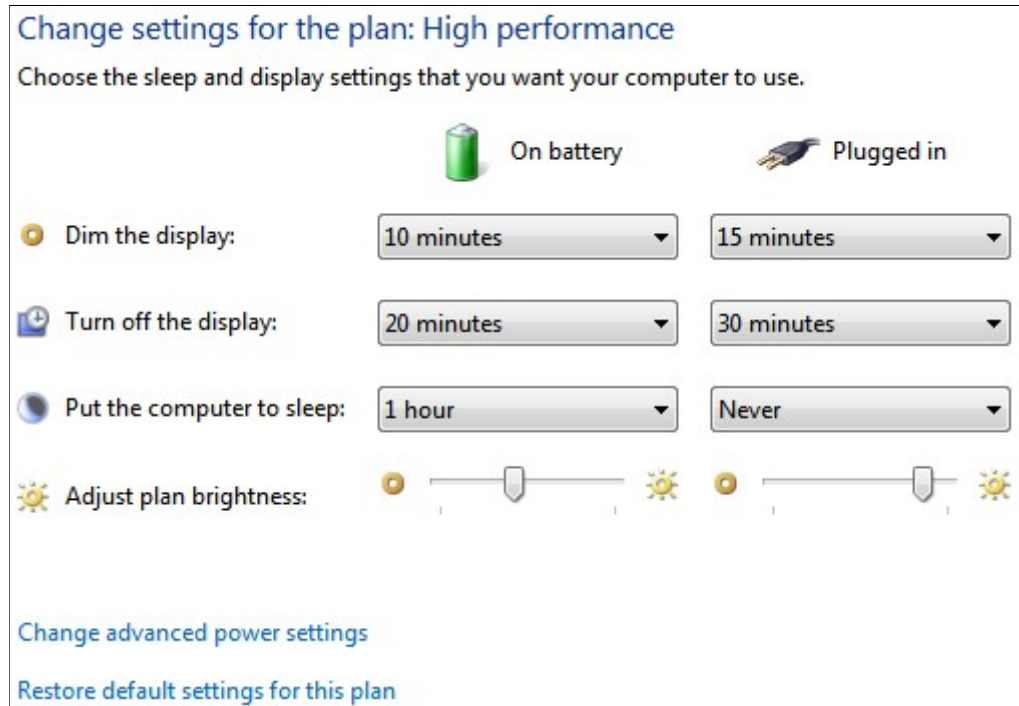 Change settings for the plan: High performance
Choose the sleep and display settings that you want your computer to use.
On battery Plugged in
Dim the display: 10 minutes 15 minutes
Turn off the display: 20 minutes 30 minutes
Put the computer to sleep: 1 hour Never
Adjust plan brightness:
Change advanced power settings
Restore default settings for this plan